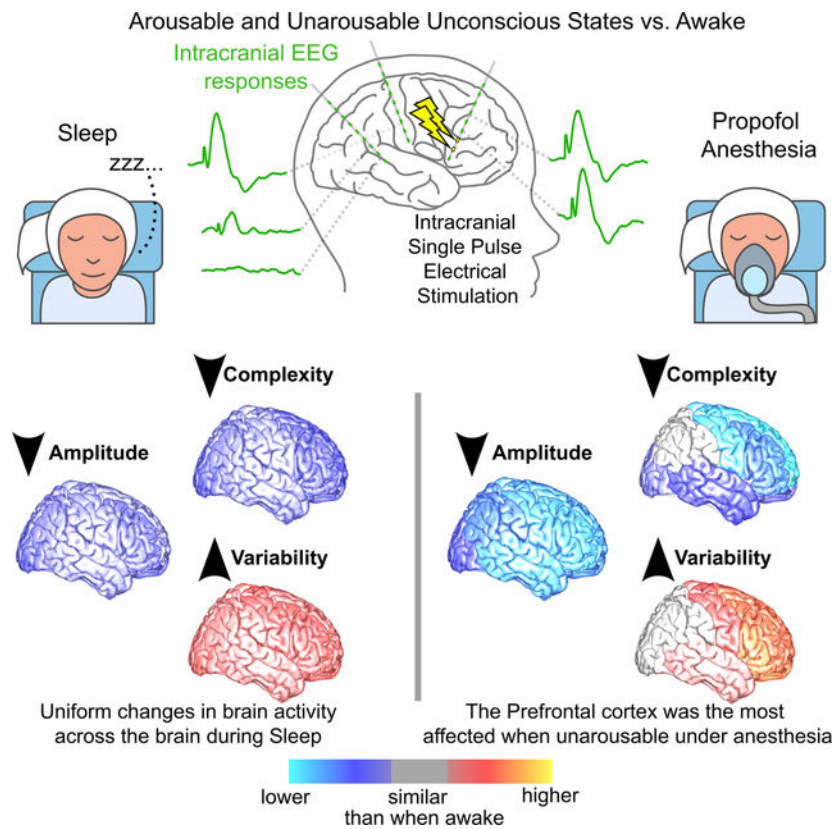 Arousable and Unarousable Unconscious States vs. Awake
Intracranial EEG
responses
Sleep
zzz...
Propofol
Anesthesia
Intracranial
Single Pulse
Electrical
Stimulation
Complexity
Amplitude
Variability
Uniform changes in brain activity
across the brain during Sleep
Complexity
Amplitude
Variability
The Prefrontal cortex was the most
affected when unarousable under anesthesia
lower similar higher
than when awake